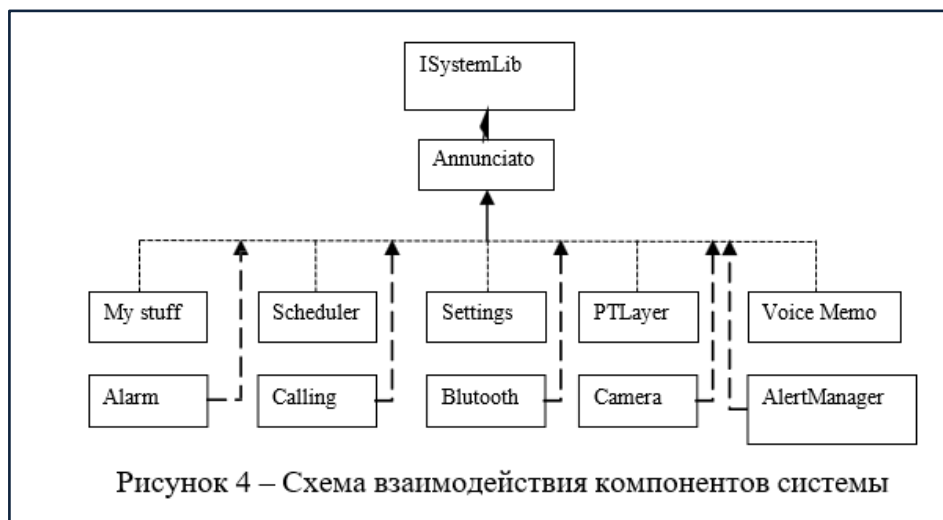 ISystemLib
Annunciato
My stuff
Scheduler
Settings
PTLayer
Voice Memo
Alarm
Calling
Blutooth
Camera
AlertManager
Рисунок 4 – Схема взаимодействия компонентов системы